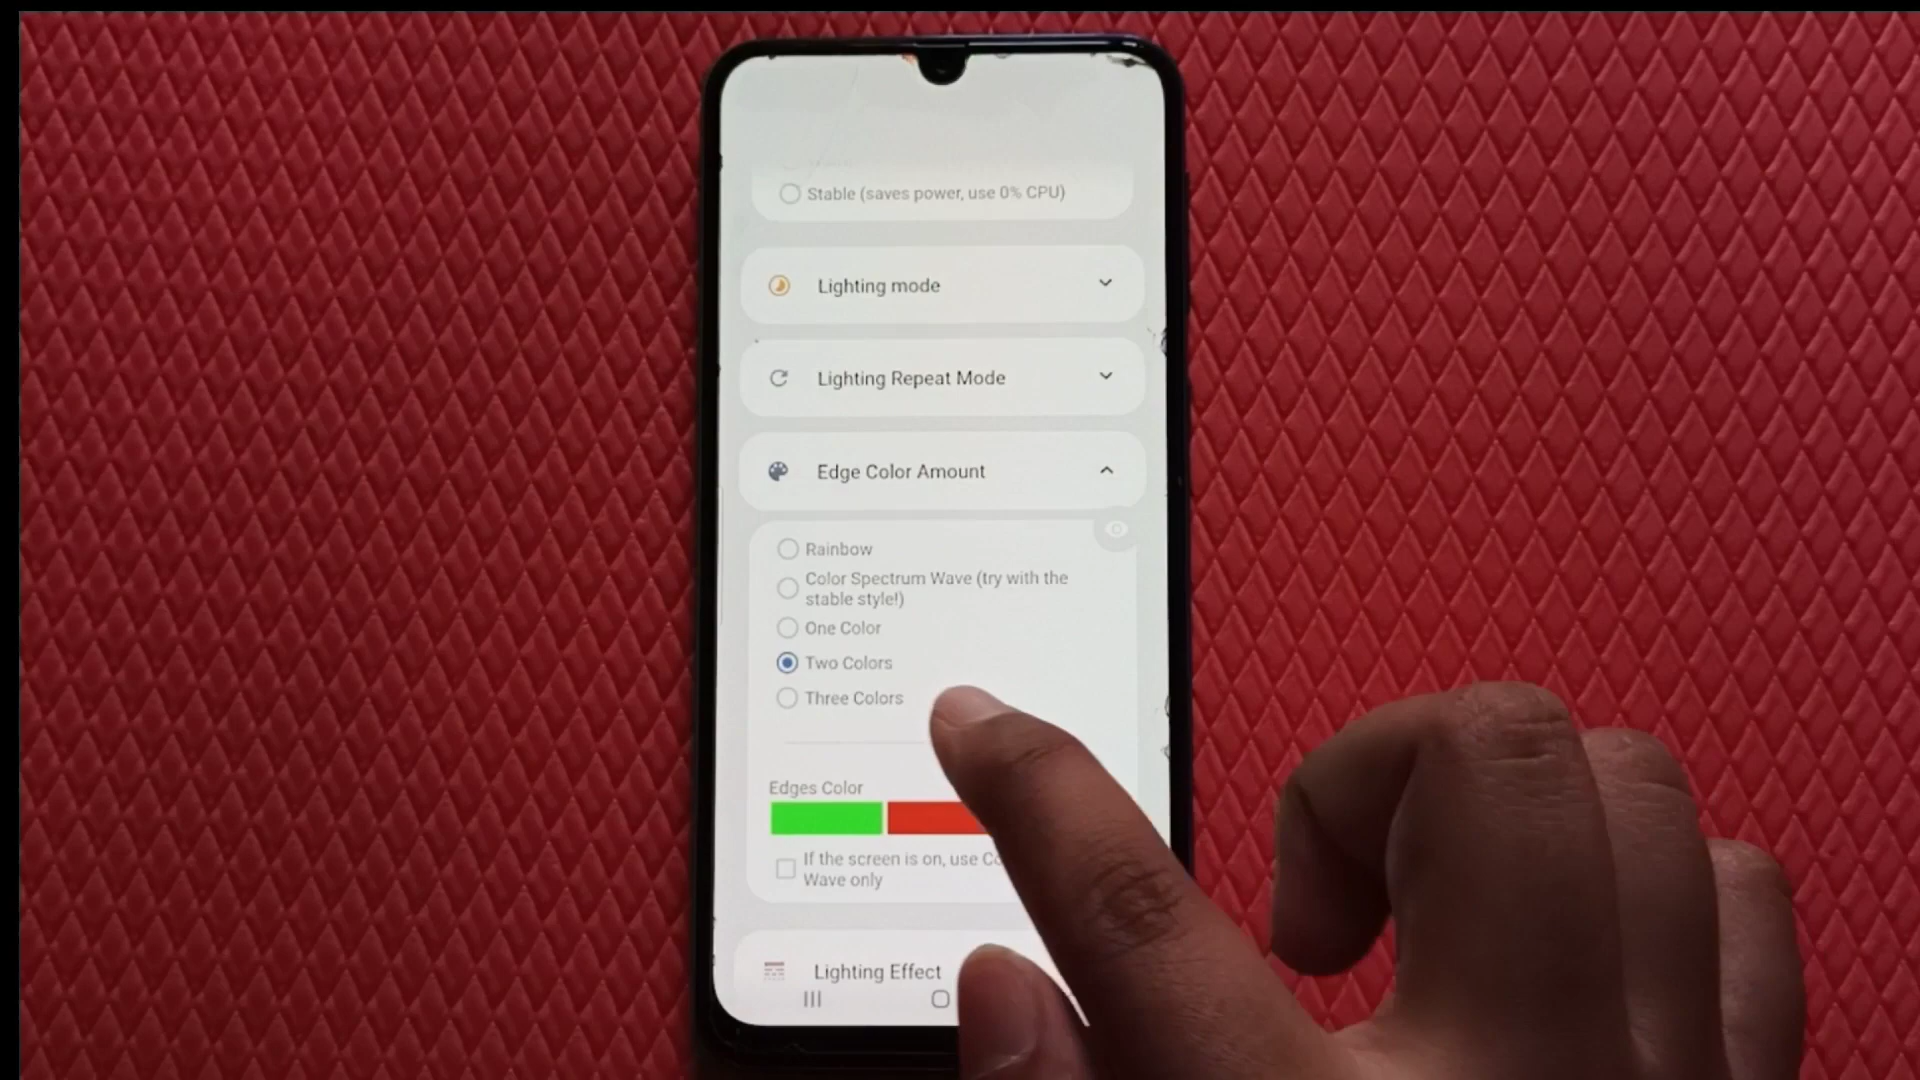 Stable (saves power, use 0% CPU)
Lighting mode
Lighting Repeat Mode
Edge Color Amount
Rainbow
Color Spectrum Wave (try with the
stable style!)
One Color
Two Colors
Three Colors
Edges Color
If the screen is on, use
Wave only
Lighting Effect